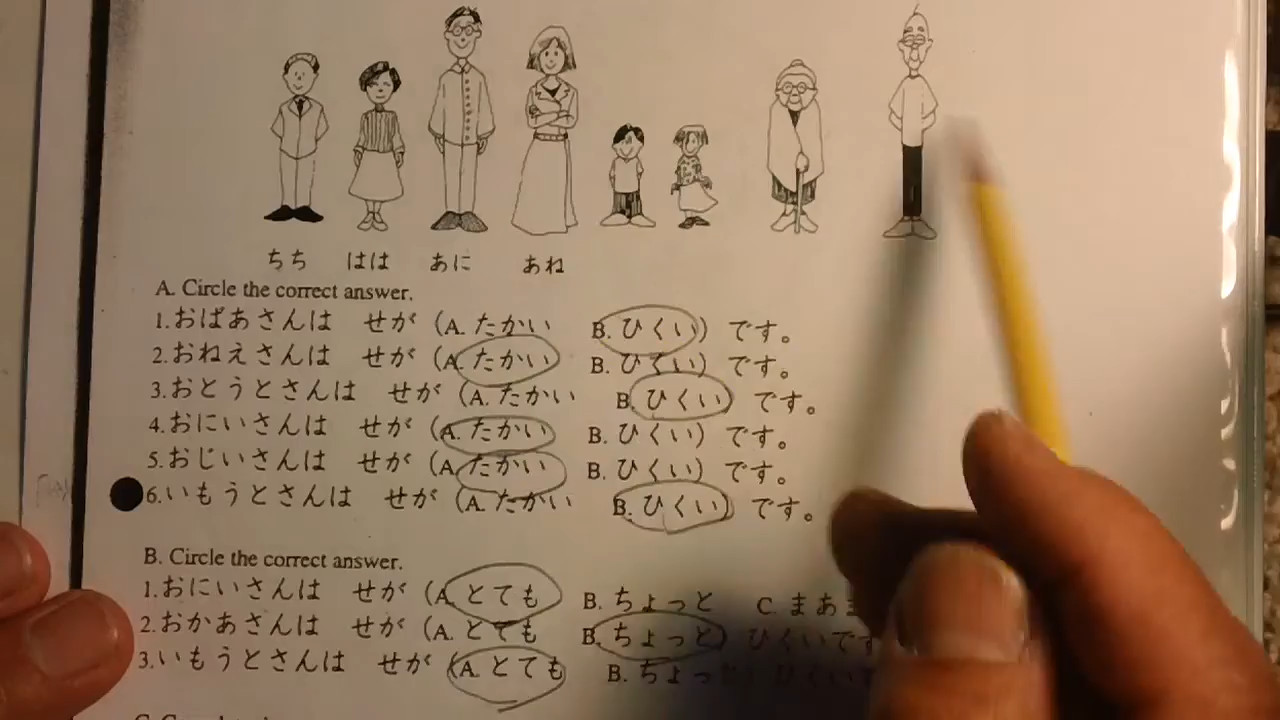 ちち はは あに あね
A. Circle the correct answer.
1.おばあさんは せが (A. たかい B. ひくい) です。
2.おねえさんは せが (A. たかい B. ひくい) です。
3.おとうとさんは せが (A. たかい B. ひくい) です。
4.おにいさんは せが (A. たかい B. ひくい) です。
5.おじいさんは せが (A. たかい B. ひくい) です。
6.いもうとさんは せが (A. たかい B. ひくい) です。
B. Circle the correct answer.
1.おにいさんは せが (A. とても B. ちょっと C. まあ
2.おかあさんは せが (A. とても B. ちょっと) ひくいです
3.いもうとさんは せが (A. とても B. ちょっと) ひくい